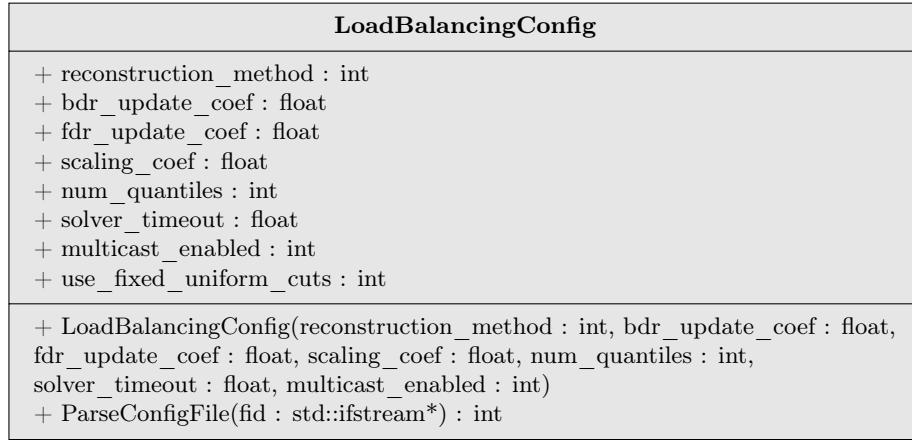 LoadBalancingConfig
+ reconstruction_method : int
+ bdr_update_coef : float
+ fdr_update_coef : float
+ scaling_coef : float
+ num_quantiles : int
+ solver_timeout : float
+ multicast_enabled : int
+ use_fixed_uniform_cuts : int
+ LoadBalancingConfig(reconstruction_method : int, bdr_update_coef : float,
fdr_update_coef : float, scaling_coef : float, num_quantiles : int,
solver_timeout : float, multicast_enabled : int)
+ ParseConfigFile(fid : std::ifstream*) : int